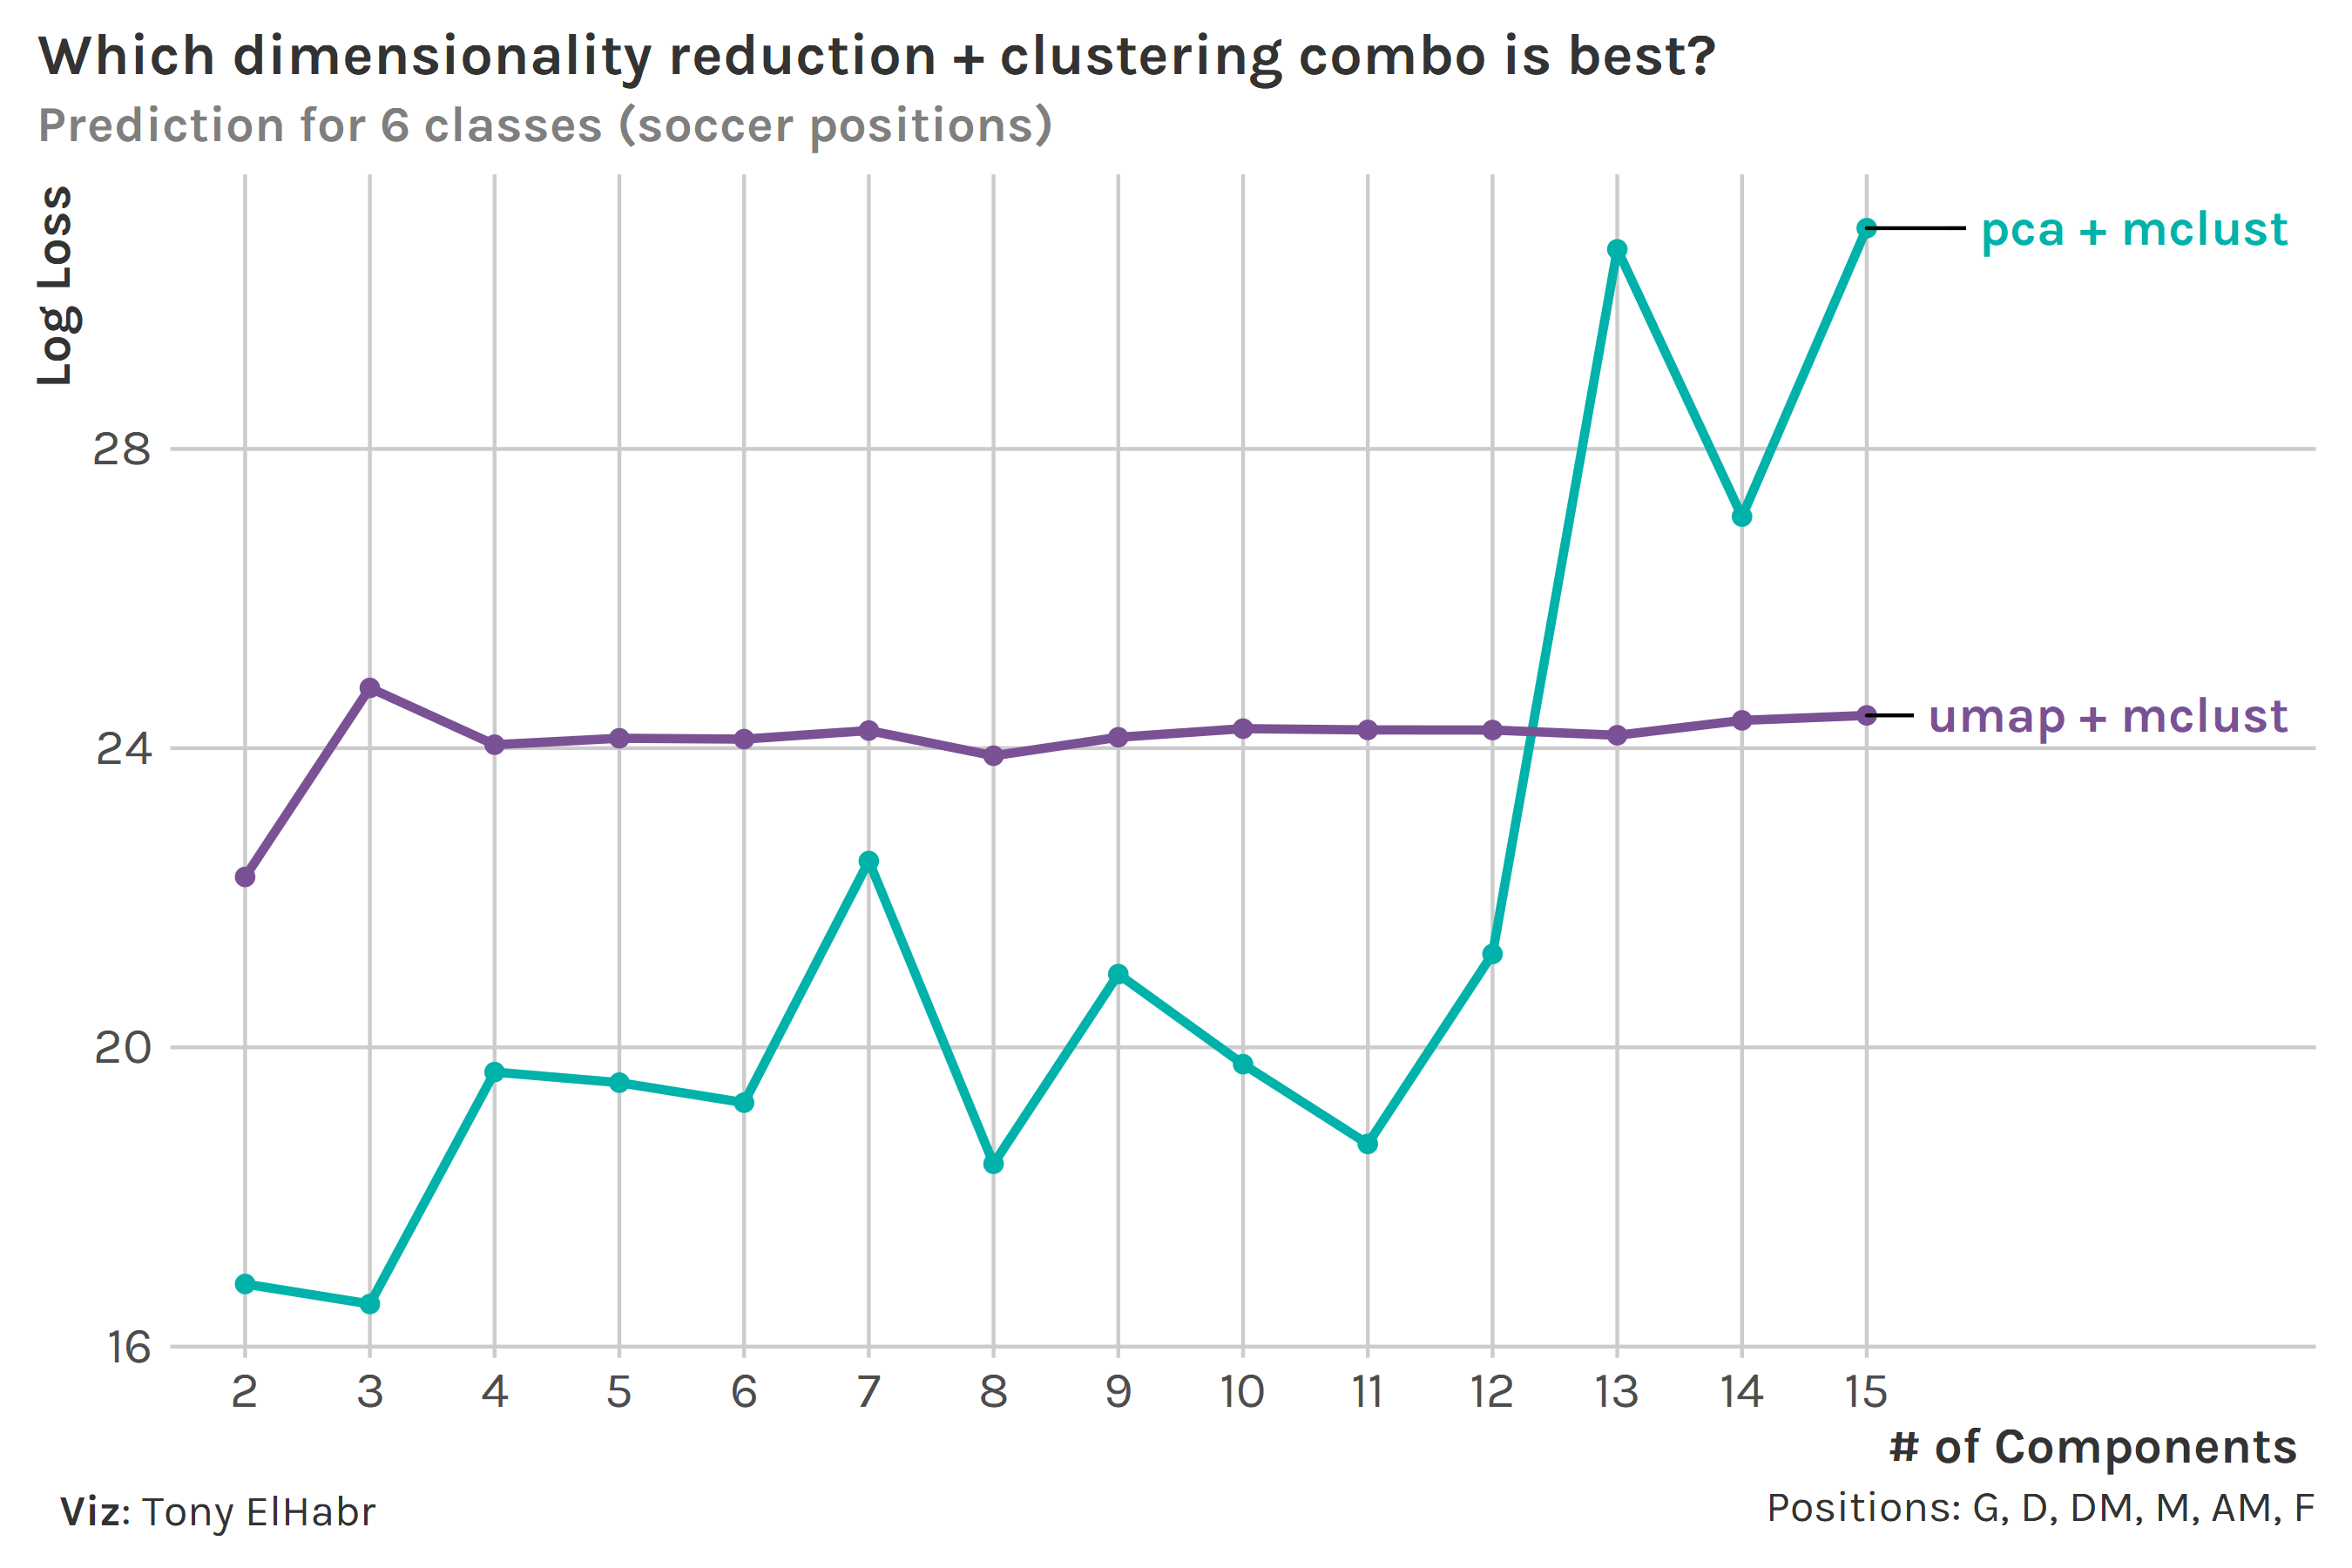 Which dimensionality reduction + clustering combo is best?
Prediction for 6 classes (soccer positions)
Log Loss
pca + mclust
28
umap + mclust
24
20
16
2 3 4 5 6 7 8 9 10 11 12 13 14 15
# of Components
Viz: Tony ElHabr
Positions: G, D, DM, M, AM, F